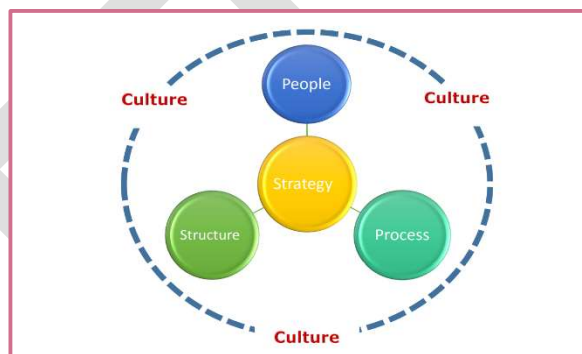 People
Culture
Culture
Strategy
Structure
Process
Culture